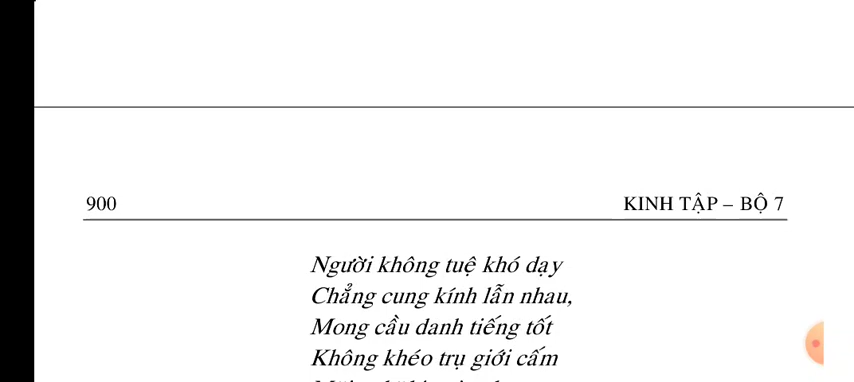 900
KINH TẬP – BỘ 7
Người không tuệ khó dạy
Chẳng cung kính lẫn nhau,
Mong cầu danh tiếng tốt
Không khéo trụ giới cấm